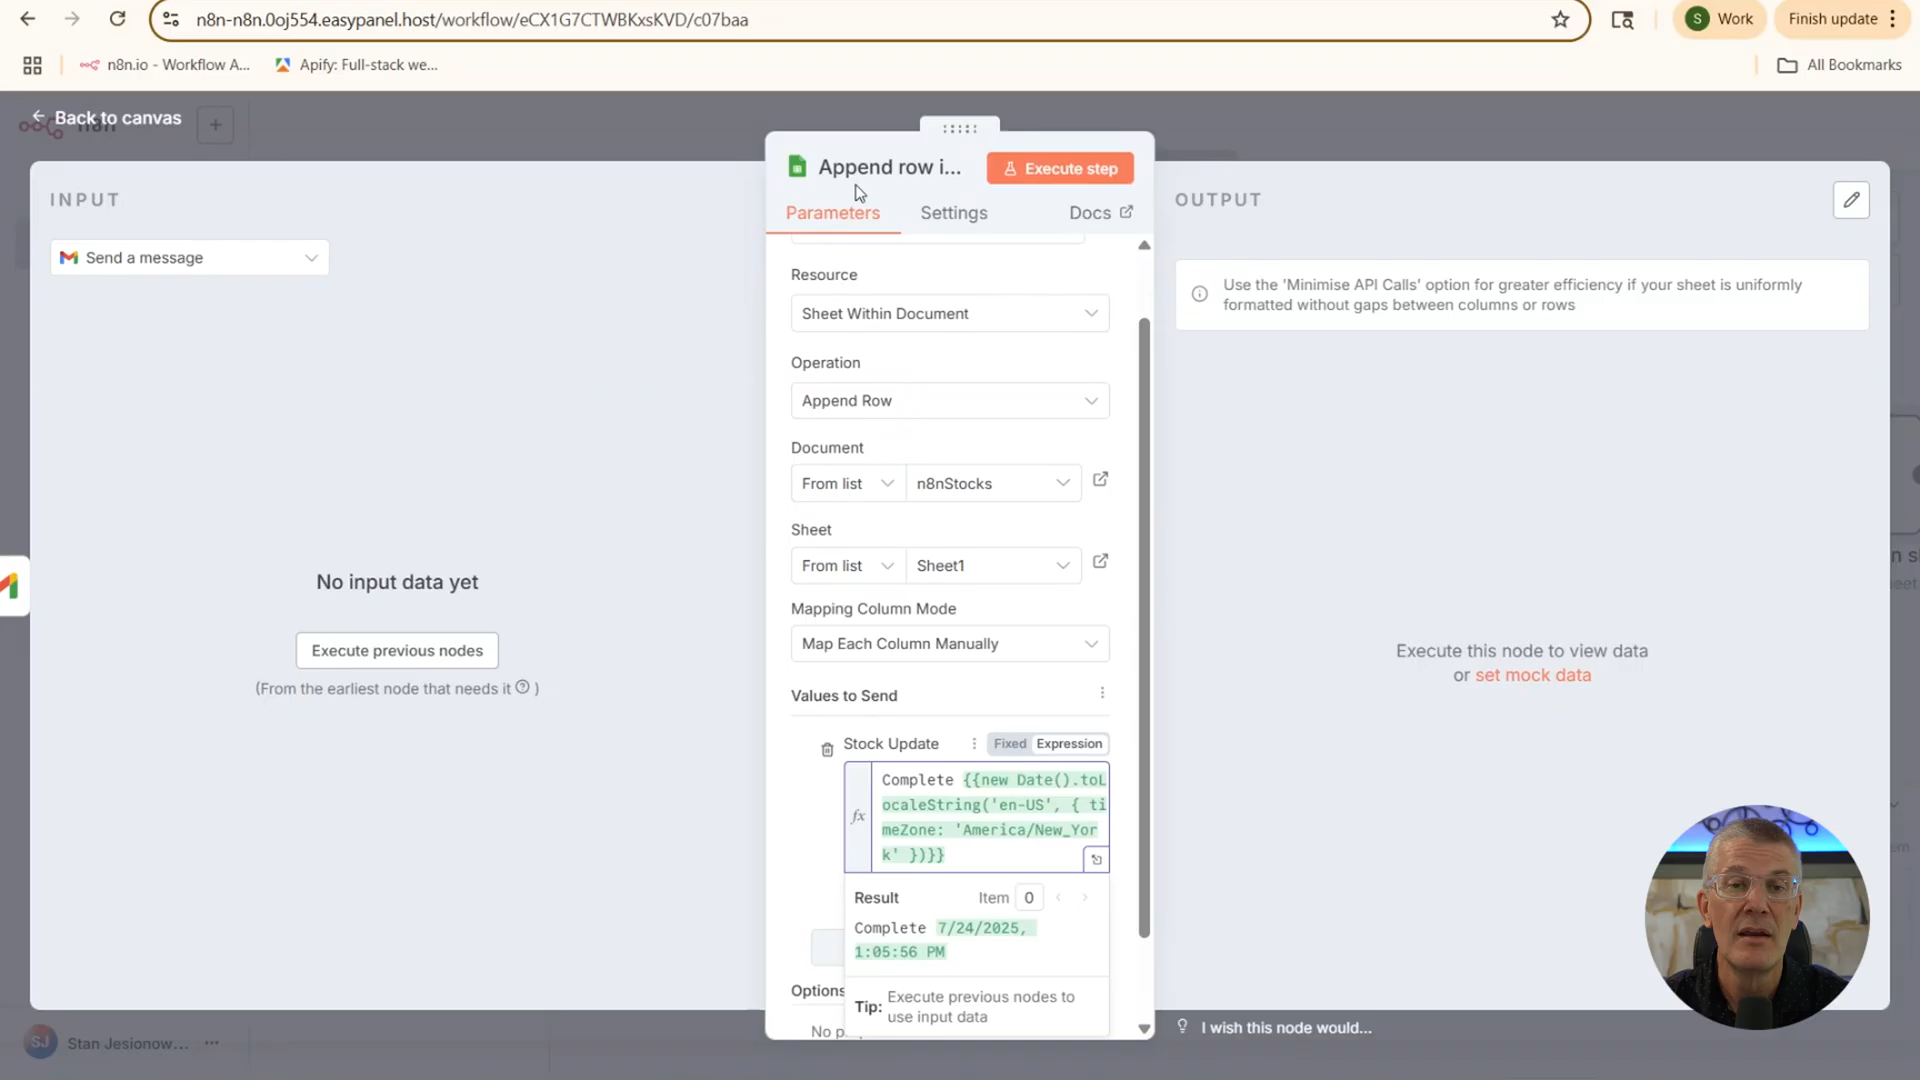 n8n-n8n.0oj554.easypanel.host/workflow/eCX1G7CTWBKxsKVD/c07baa
S
Work
Finish update
n8n.io - Workflow A...
Apify: Full-stack we...
All Bookmarks
Back to canvas
n8n
+
INPUT
Send a message
No input data yet
Execute previous nodes
(From the earliest node that needs it ? )
Append row i...
Execute step
Parameters
Settings
Docs
Resource
Sheet Within Document
Operation
Append Row
Document
From list
n8nStocks
Sheet
From list
Sheet1
Mapping Column Mode
Map Each Column Manually
Values to Send
Stock Update
Fixed
Expression
fx
Complete {{new Date().toL
ocaleString('en-US', { ti
meZone: 'America/New_Yor
k' })}}
Result
Item
0
Complete 7/24/2025,
1:05:56 PM
Options
Tip:
Execute previous nodes to
use input data
OUTPUT
Use the 'Minimise API Calls' option for greater efficiency if your sheet is uniformly
formatted without gaps between columns or rows
Execute this node to view data
or set mock data
I wish this node would...
SJ
Stan Jesionow...